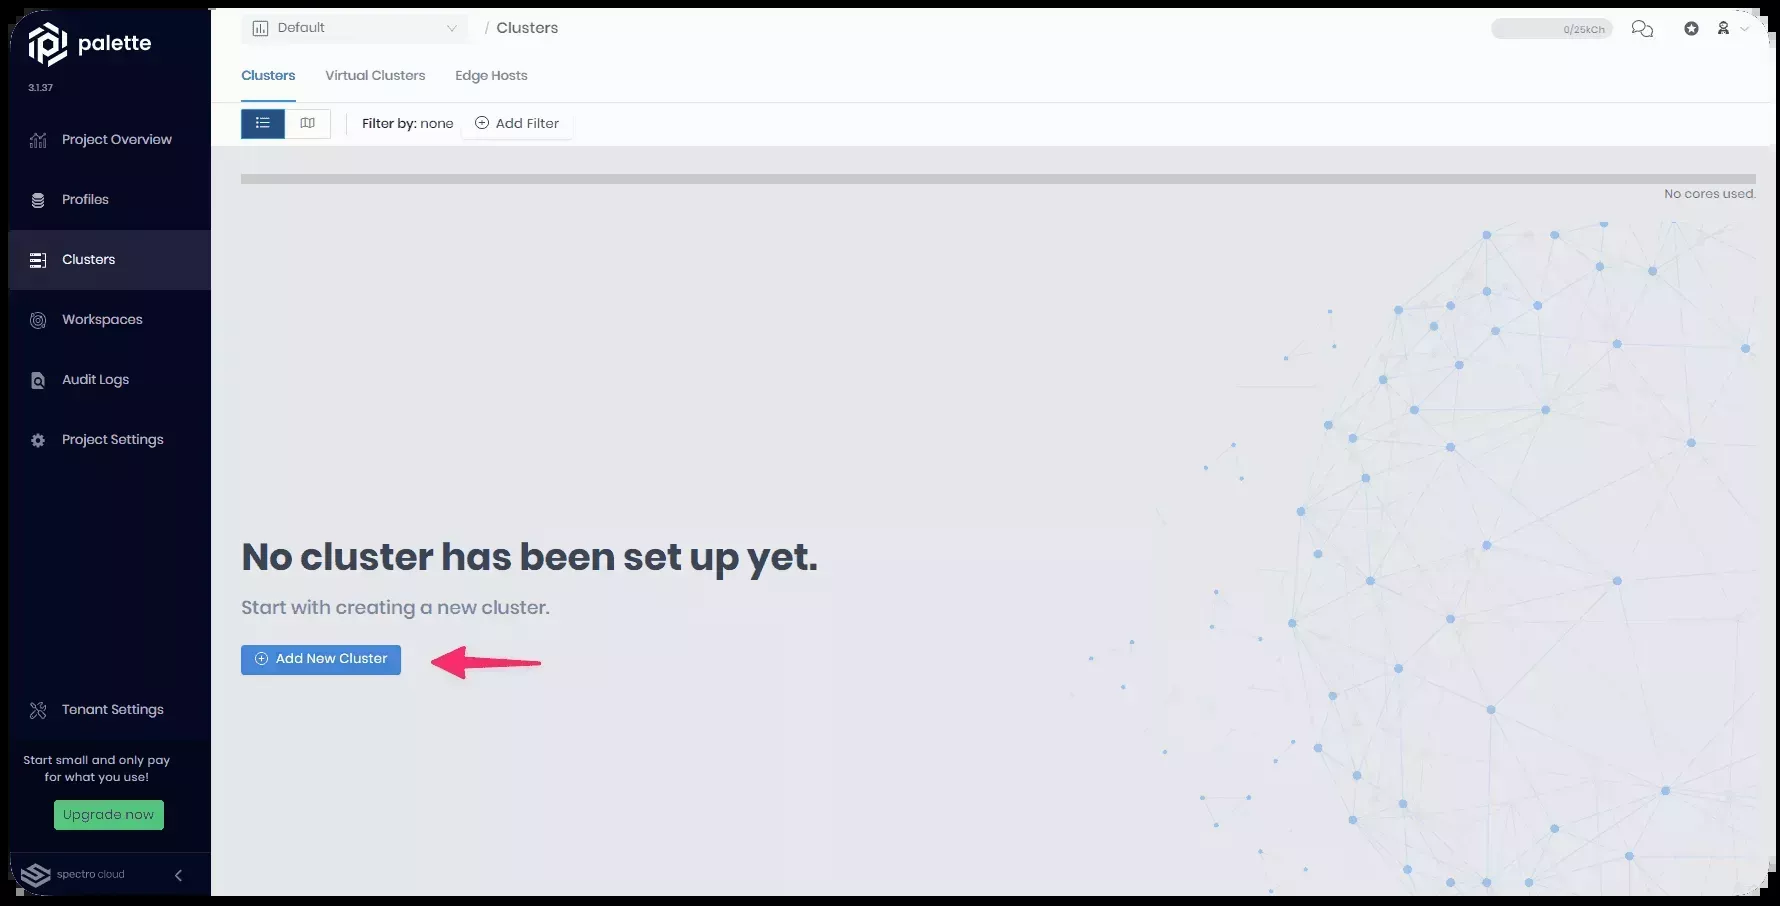 palette
3.1.37
Project Overview
Profiles
Clusters
Workspaces
Audit Logs
Project Settings
Tenant Settings
Start small and only pay
for what you use!
Upgrade now
spectro cloud
Default
/ Clusters
0/25kCh
Clusters
Virtual Clusters
Edge Hosts
Filter by: none
Add Filter
No cores used.
No cluster has been set up yet.
Start with creating a new cluster.
Add New Cluster